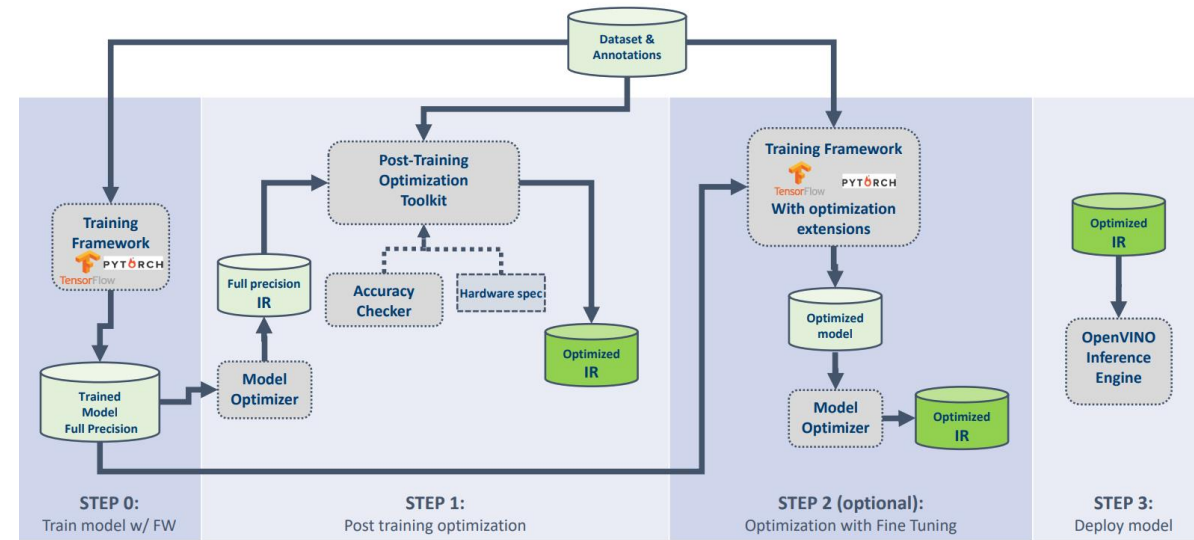 Dataset &
Annotations
Training
Framework
TensorFlow
PYTORCH
Trained
Model
Full Precision
STEP 0:
Train model w/ FW
Post-Training
Optimization
Toolkit
Full precision
IR
Accuracy
Checker
Hardware spec
Model
Optimizer
Optimized
IR
STEP 1:
Post training optimization
Training Framework
TensorFlow
PYTORCH
With optimization
extensions
Optimized
model
Model
Optimizer
Optimized
IR
STEP 2 (optional):
Optimization with Fine Tuning
Optimized
IR
OpenVINO
Inference
Engine
STEP 3:
Deploy model